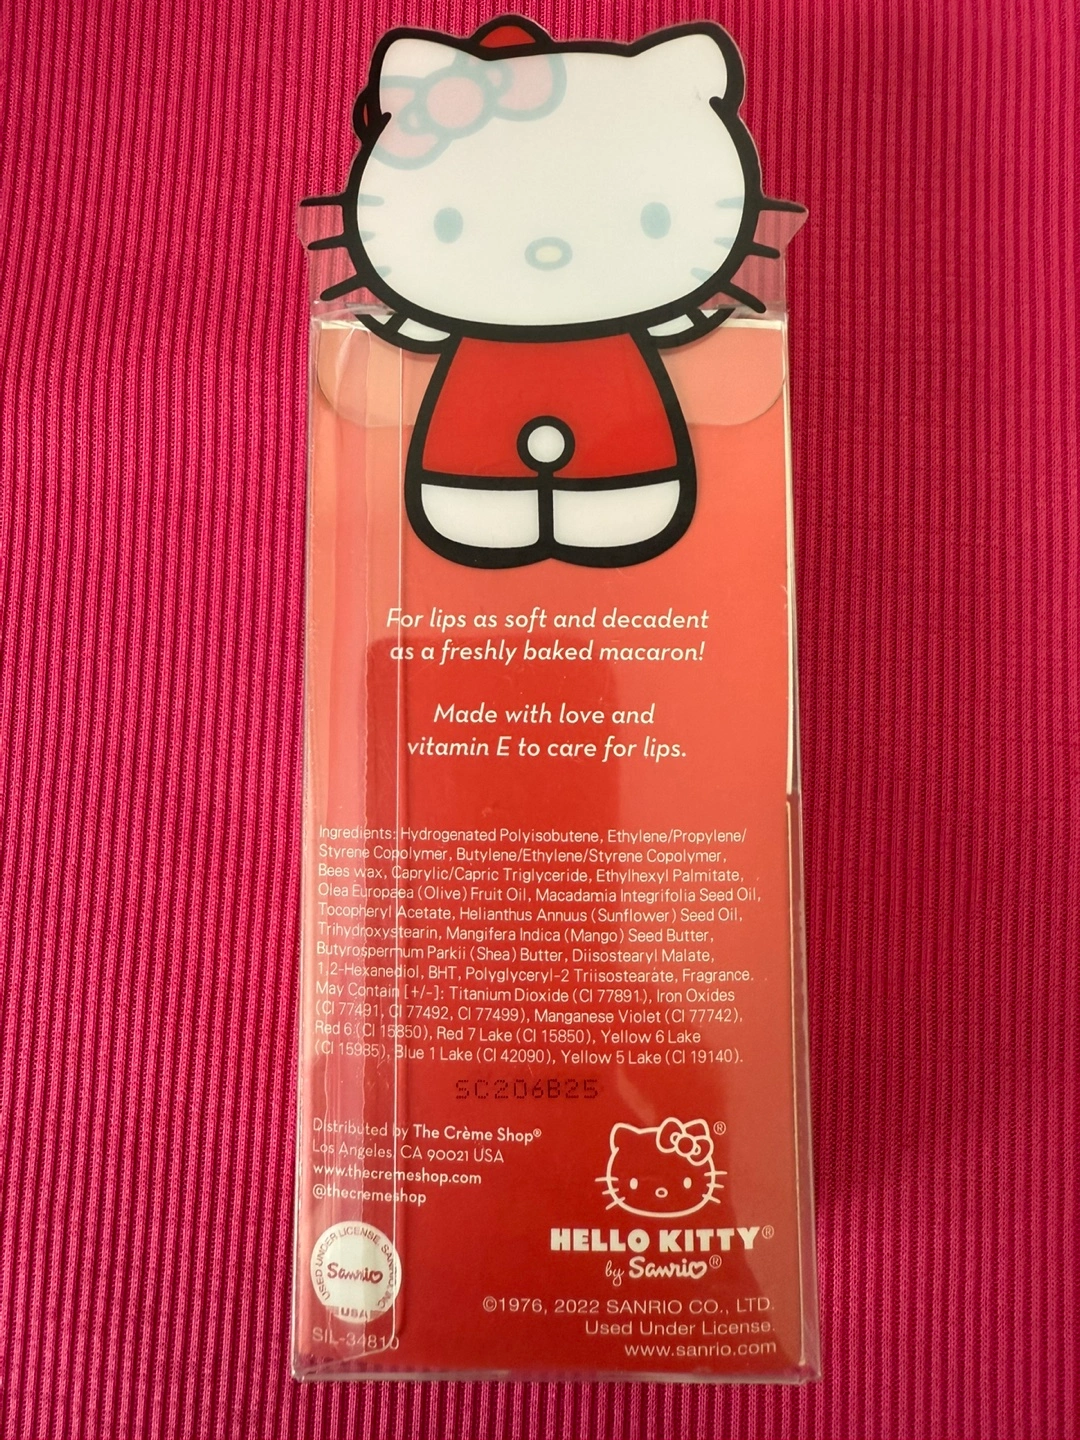 For lips as soft and decadent
as a freshly baked macaron!
Made with love and
vitamin E to care for lips.
Ingredients: Hydrogenated Polyisobutene, Ethylene/Propylene/
Styrene Copolymer, Butylene/Ethylene/Styrene Copolymer,
Bees wax, Caprylic/Capric Triglyceride, Ethylhexyl Palmitate,
Olea Europaea (Olive) Fruit Oil, Macadamia Integrifolia Seed Oil,
Tocopheryl Acetate, Helianthus Annuus (Sunflower) Seed Oil,
Trihydroxystearin, Mangifera Indica (Mango) Seed Butter,
Butyrospermum Parkii (Shea) Butter, Diisostearyl Malate,
1,2-Hexanediol, BHT, Polyglyceryl-2 Triisostearate, Fragrance.
May Contain [+/-]: Titanium Dioxide (CI 77891), Iron Oxides
(CI 77491, CI 77492, CI 77499), Manganese Violet (CI 77742),
Red 6 (CI 15850), Red 7 Lake (CI 15850), Yellow 6 Lake
(CI 15985), Blue 1 Lake (CI 42090), Yellow 5 Lake (CI 19140).
SC206B25
Distributed by The Crème Shop®
Los Angeles, CA 90021 USA
www.thecremeshop.com
@thecremeshop
USED UNDER LICENSE. SANRIO, INC.
Sanrio
USA
SIL-34810
®
HELLO KITTY®
by Sanrio®
©1976, 2022 SANRIO CO., LTD.
Used Under License.
www.sanrio.com